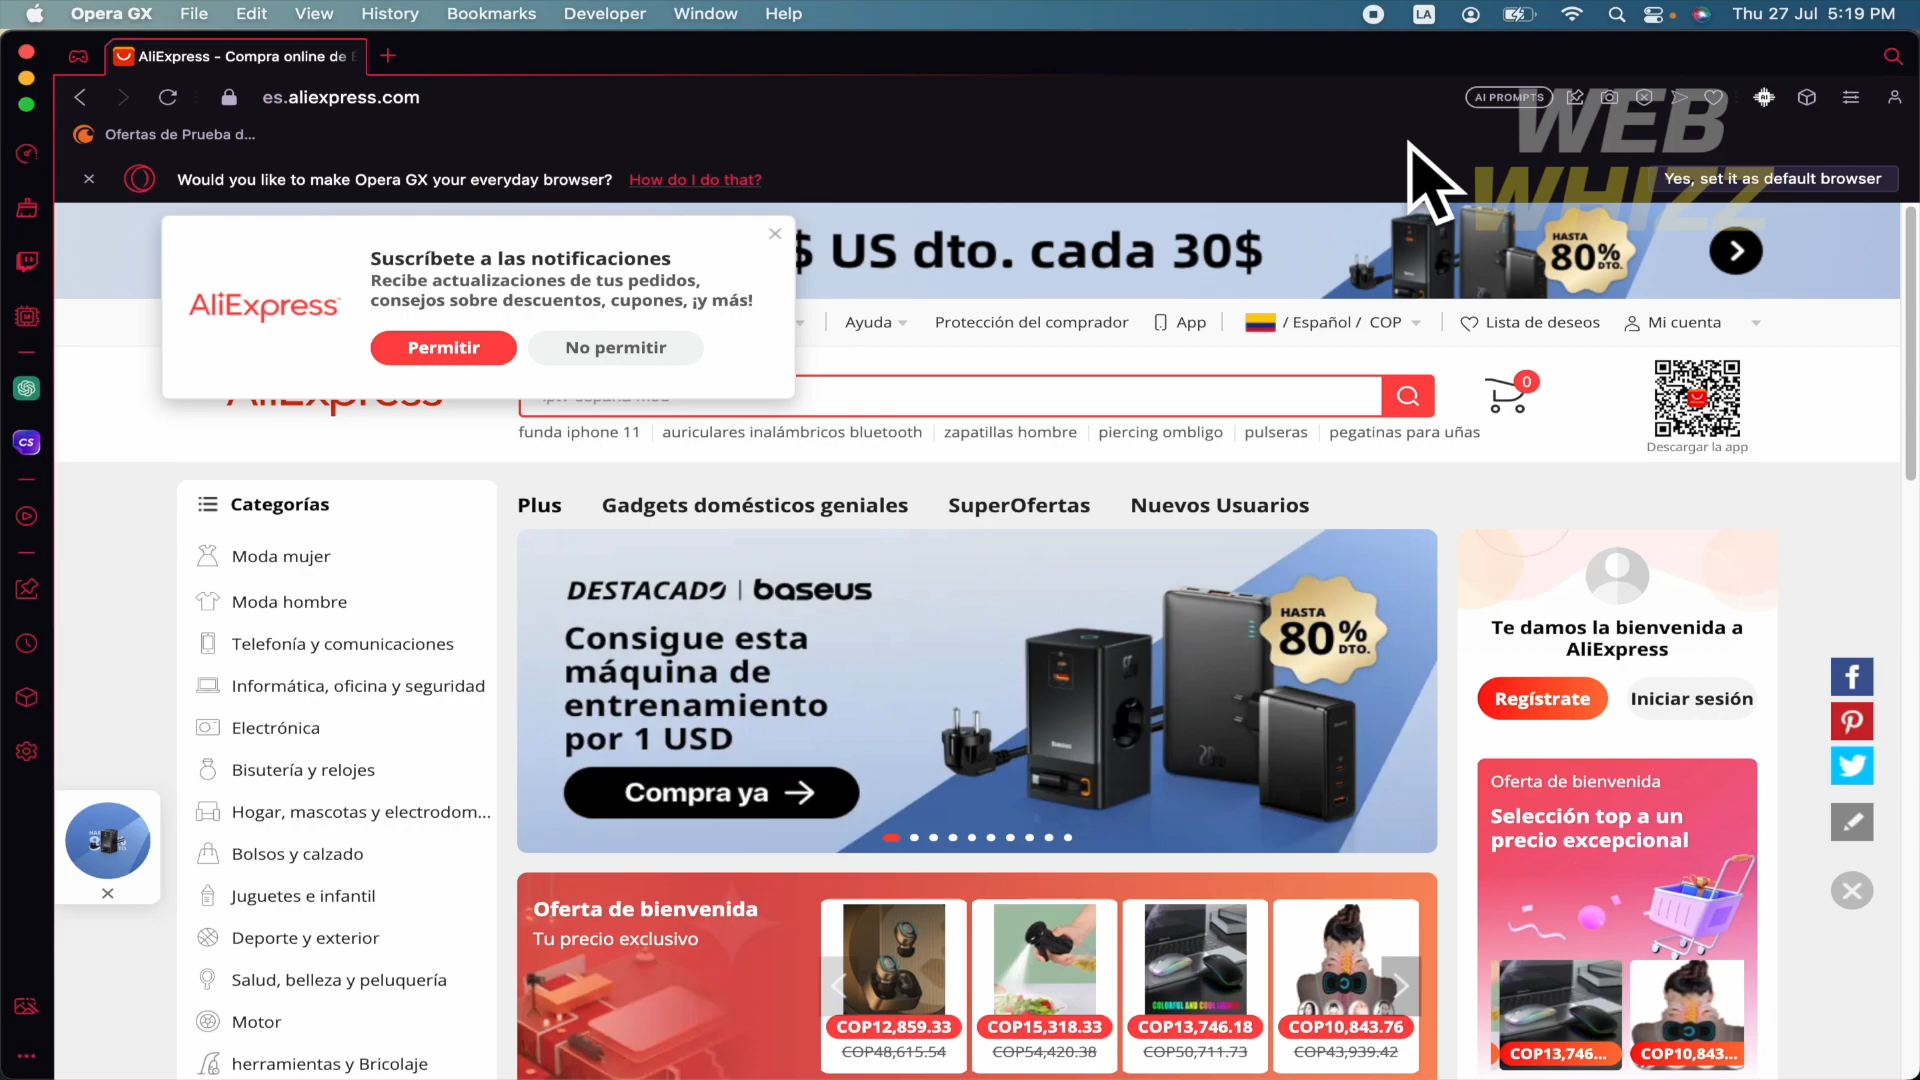 Opera GX File Edit View History Bookmarks Developer Window Help
LA
Thu 27 Jul 5:19 PM
AliExpress - Compra online de E
es.aliexpress.com
AI PROMPTS
WEB
WHIZZ
Ofertas de Prueba d...
Would you like to make Opera GX your everyday browser? How do I do that?
Yes, set it as default browser
$ US dto. cada 30$
HASTA
80% DTO.
Suscríbete a las notificaciones
Recibe actualizaciones de tus pedidos,
consejos sobre descuentos, cupones, ¡y más!
AliExpress
Permitir
No permitir
Ayuda
Protección del comprador
App
/ Español / COP
Lista de deseos
Mi cuenta
AliExpress
0
funda iphone 11
auriculares inalámbricos bluetooth
zapatillas hombre
piercing ombligo
pulseras
pegatinas para uñas
Descargar la app
CS
Categorías
Moda mujer
Moda hombre
Telefonía y comunicaciones
Informática, oficina y seguridad
Electrónica
Bisutería y relojes
Hogar, mascotas y electrodom...
Bolsos y calzado
Juguetes e infantil
Deporte y exterior
Salud, belleza y peluquería
Motor
herramientas y Bricolaje
Plus
Gadgets domésticos geniales
SuperOfertas
Nuevos Usuarios
DESTACADO | baseus
Consigue esta
máquina de
entrenamiento
por 1 USD
Compra ya
HASTA
80% DTO.
Baseus
Te damos la bienvenida a
AliExpress
Regístrate
Iniciar sesión
Oferta de bienvenida
Selección top a un
precio excepcional
COP13,746...
COP10,843...
Oferta de bienvenida
Tu precio exclusivo
COLORFUL AND COOL LIGHTS
COP12,859.33
COP15,318.33
COP13,746.18
COP10,843.76
COP48,615.54
COP54,420.38
COP50,711.73
COP43,939.42